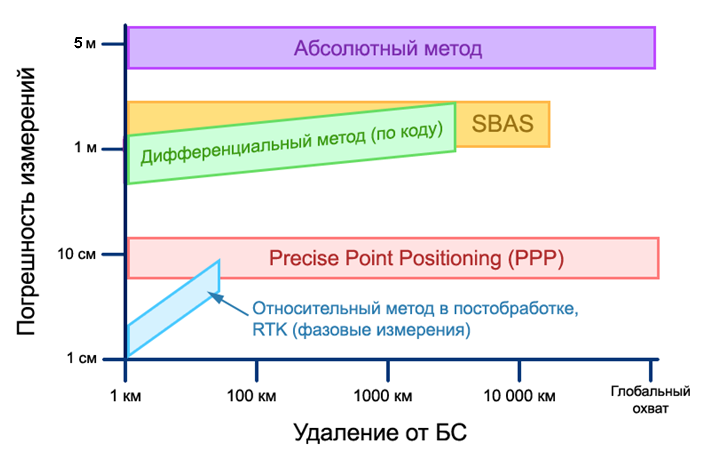 Погрешность измерений
5 м
1 м
10 см
1 см
Абсолютный метод
SBAS
Дифференциальный метод (по коду)
Precise Point Positioning (PPP)
Относительный метод в постобработке,
RTK (фазовые измерения)
1 км
100 км
1000 км
10 000 км
Глобальный
охват
Удаление от БС